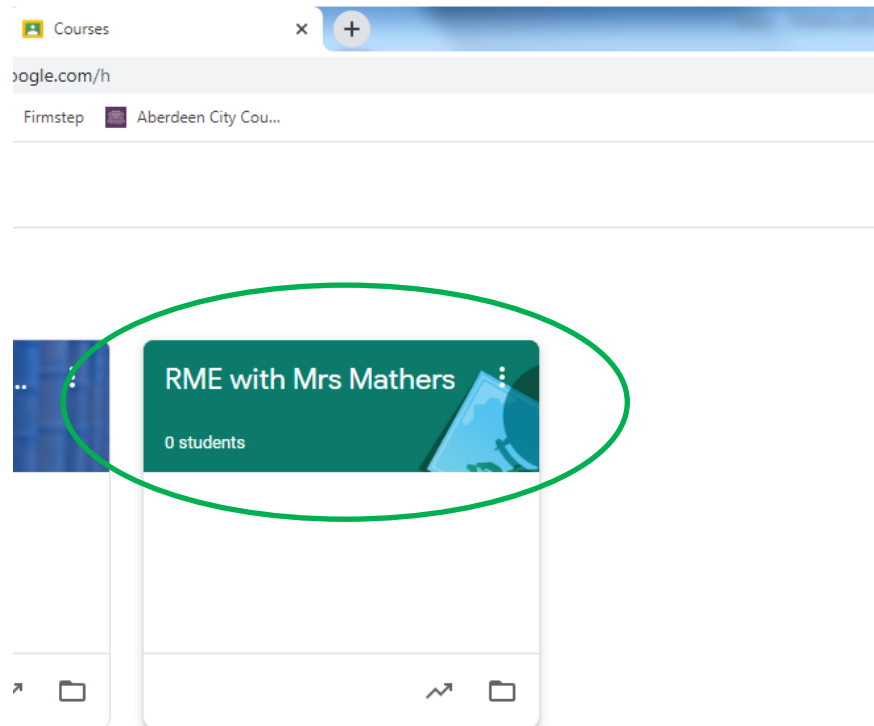 Courses
oogle.com/h
Firmstep Aberdeen City Cou...
.. RME with Mrs Mathers
0 students